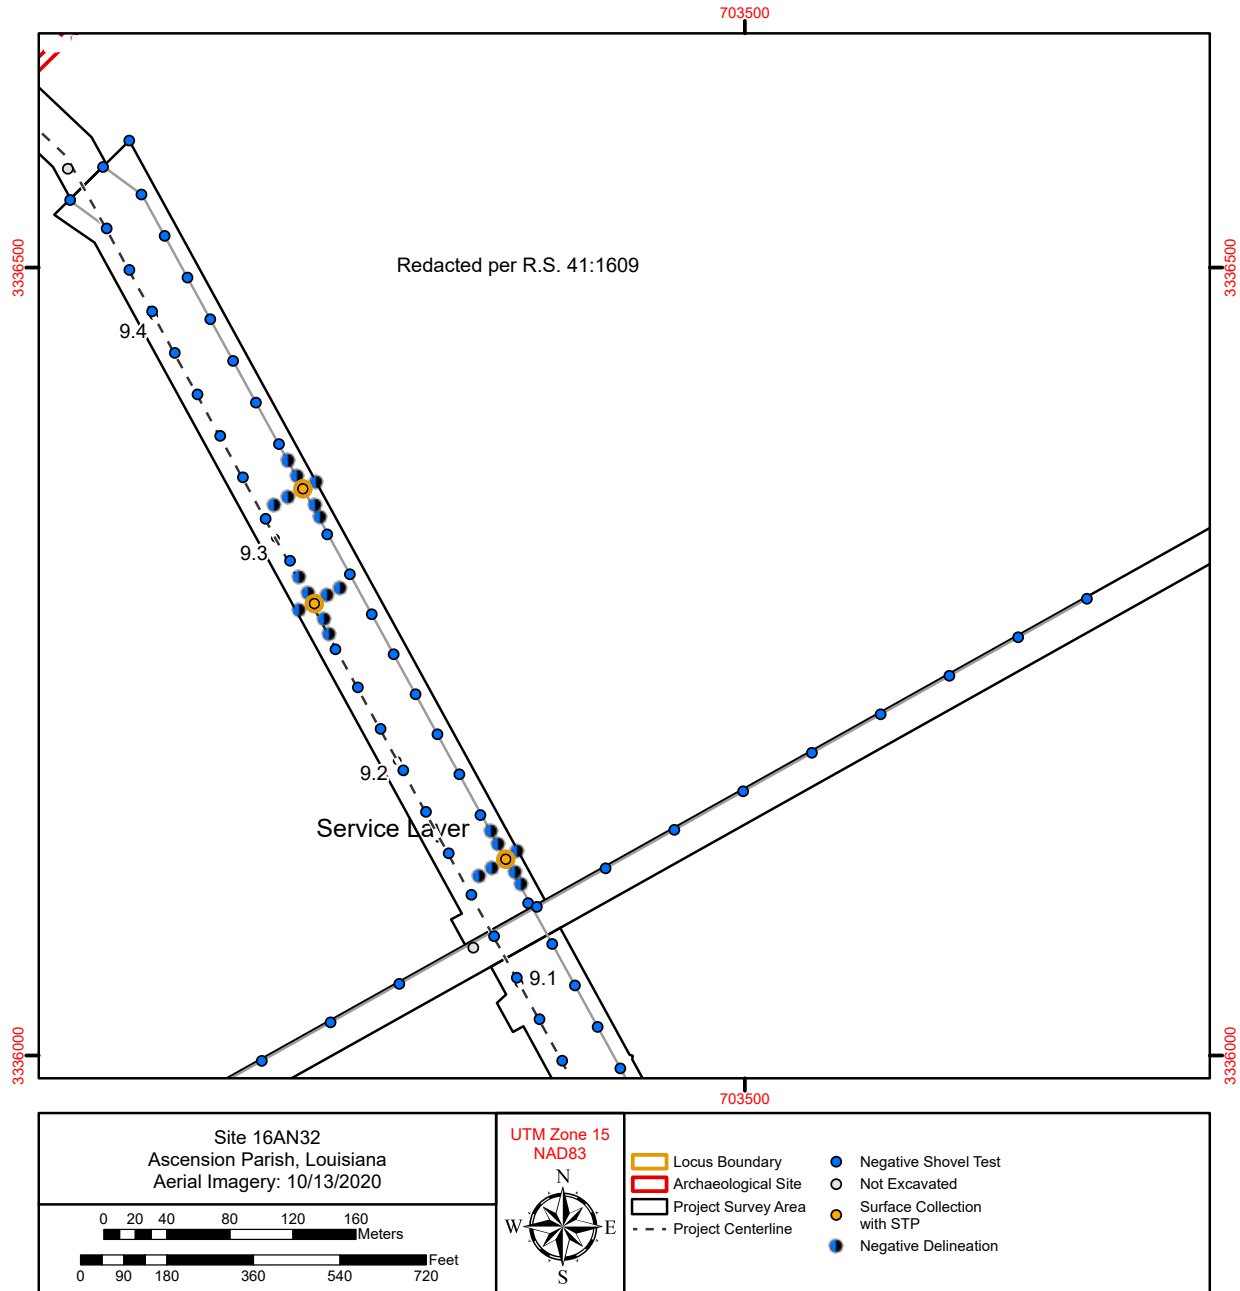 703500
3336500
3336500
Redacted per R.S. 41:1609
9.4
9.3
9.2
Service Layer
9.1
3336000
3336000
703500
Site 16AN32
Ascension Parish, Louisiana
Aerial Imagery: 10/13/2020
0 20 40 80 120 160
Meters
Feet
0 90 180 360 540 720
UTM Zone 15
NAD83
N
W E
S
Locus Boundary
Archaeological Site
Project Survey Area
Project Centerline
Negative Shovel Test
Not Excavated
Surface Collection
with STP
Negative Delineation